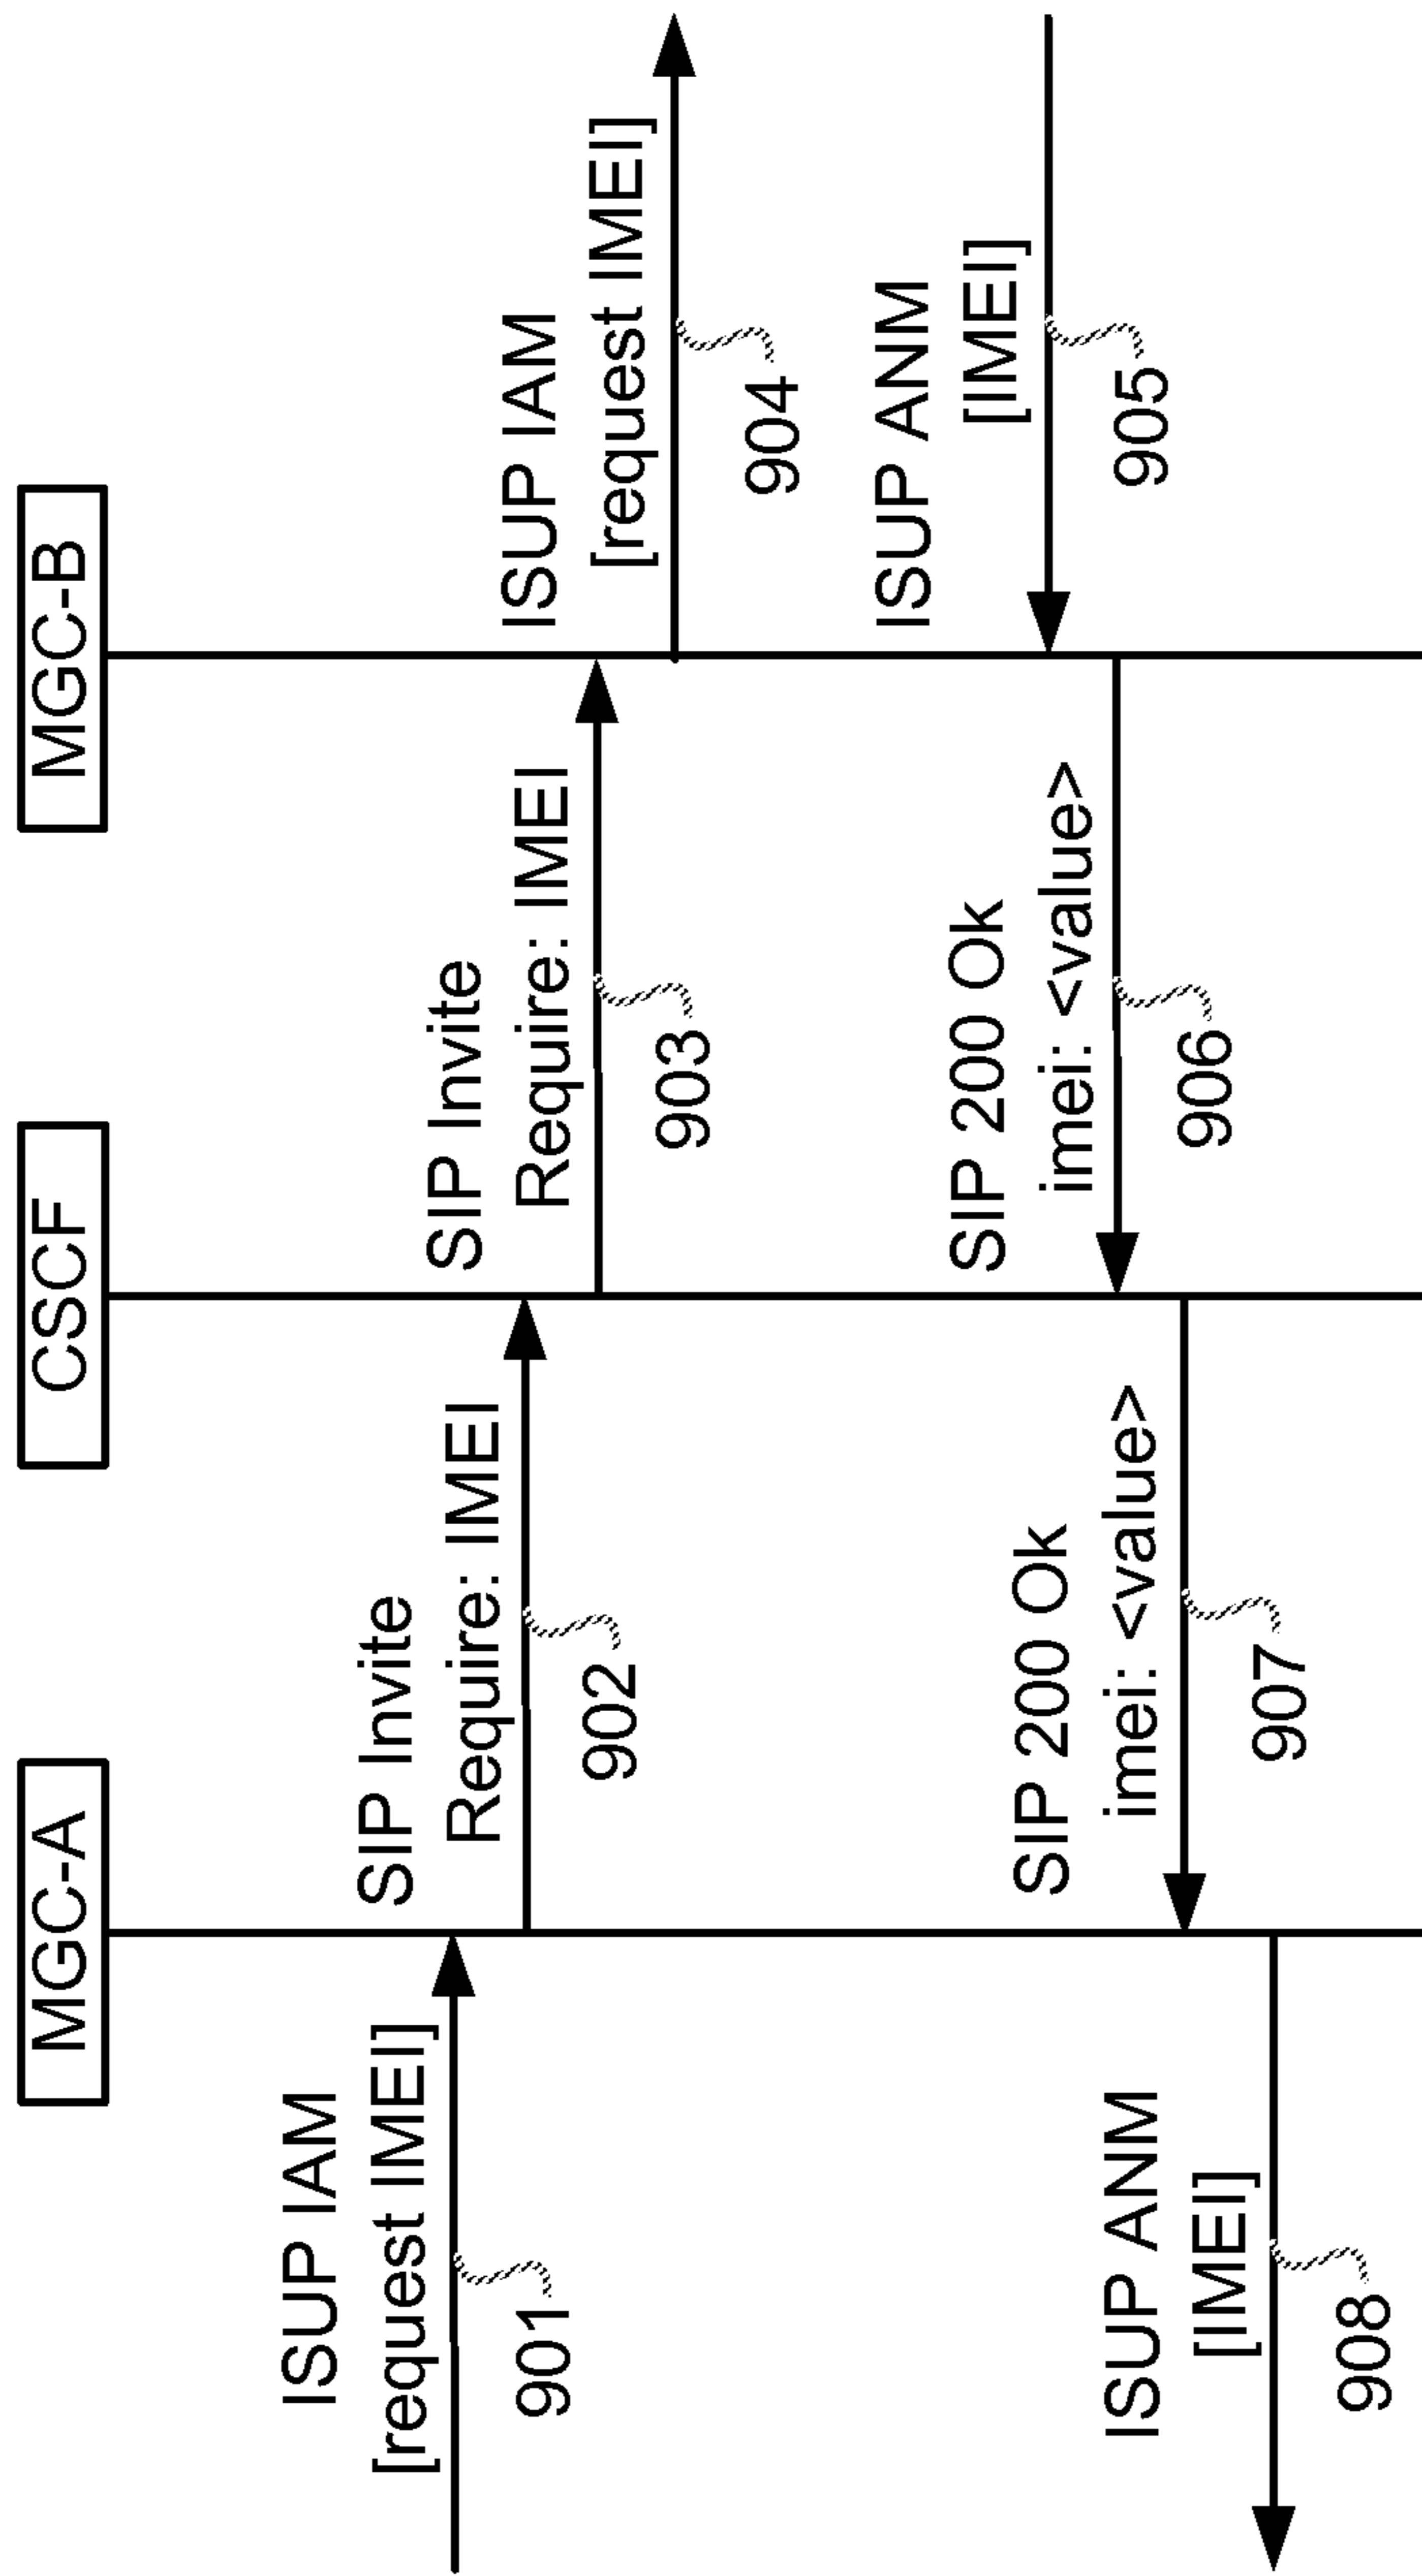 MGC-A
CSCF
MGC-B
ISUP IAM
[request IMEI]
901
SIP Invite
Require: IMEI
902
SIP Invite
Require: IMEI
903
ISUP IAM
[request IMEI]
904
ISUP ANM
[IMEI]
905
SIP 200 Ok
imei: <value>
906
SIP 200 Ok
imei: <value>
907
ISUP ANM
[IMEI]
908